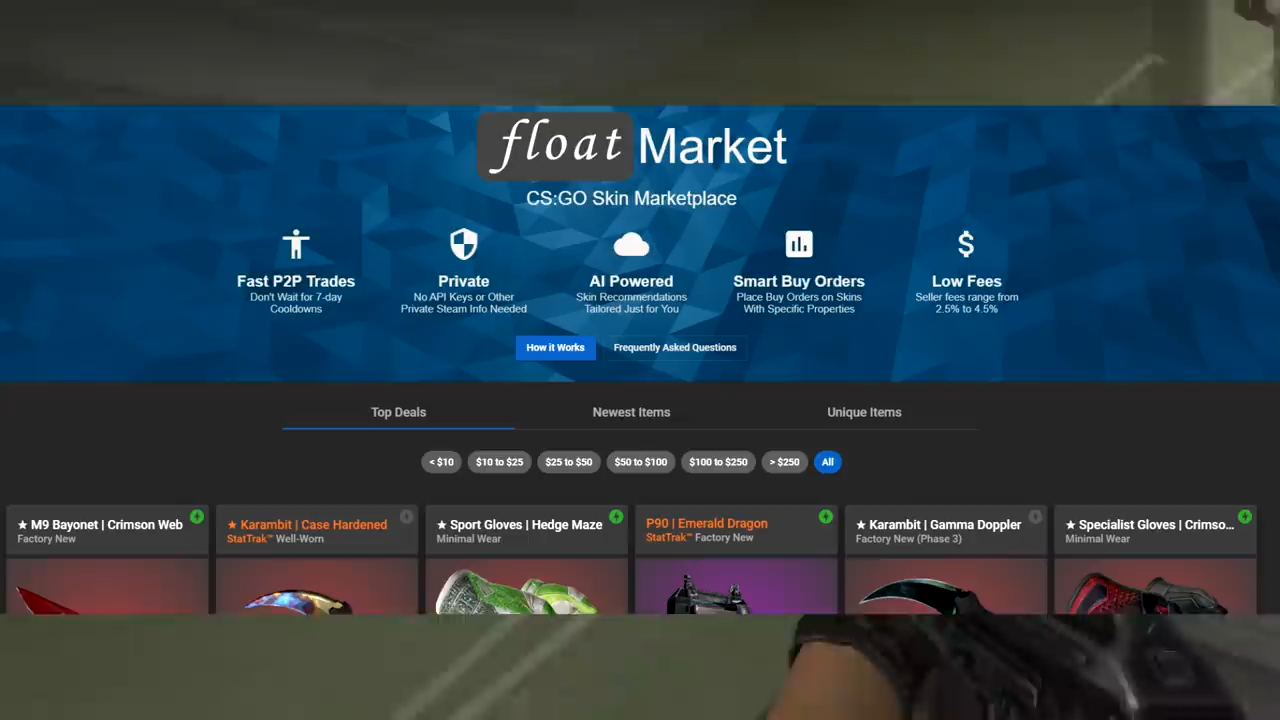 float Market
CS:GO Skin Marketplace
Fast P2P Trades
Don't Wait for 7-day
Cooldowns
Private
No API Keys or Other
Private Steam Info Needed
AI Powered
Skin Recommendations
Tailored Just for You
Smart Buy Orders
Place Buy Orders on Skins
With Specific Properties
Low Fees
Seller fees range from
2.5% to 4.5%
How it Works
Frequently Asked Questions
Top Deals
Newest Items
Unique Items
< $10
$10 to $25
$25 to $50
$50 to $100
$100 to $250
> $250
All
★ M9 Bayonet | Crimson Web
Factory New
★ Karambit | Case Hardened
StatTrak™ Well-Worn
★ Sport Gloves | Hedge Maze
Minimal Wear
P90 | Emerald Dragon
StatTrak™ Factory New
★ Karambit | Gamma Doppler
Factory New (Phase 3)
★ Specialist Gloves | Crimso...
Minimal Wear